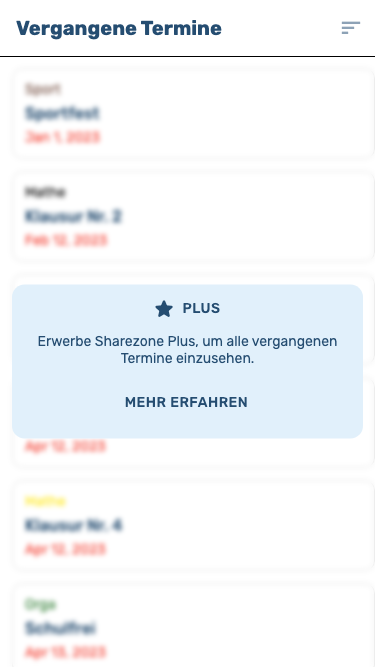 Vergangene Termine
Sport
Sportfest
Jan 1, 2023
Mathe
Klausur Nr. 2
Feb 12, 2023
PLUS
Erwerbe Sharezone Plus, um alle vergangenen
Termine einzusehen.
MEHR ERFAHREN
Apr 12, 2023
Mathe
Klausur Nr. 4
Apr 12, 2023
Orga
Schulfrei
Apr 13, 2023